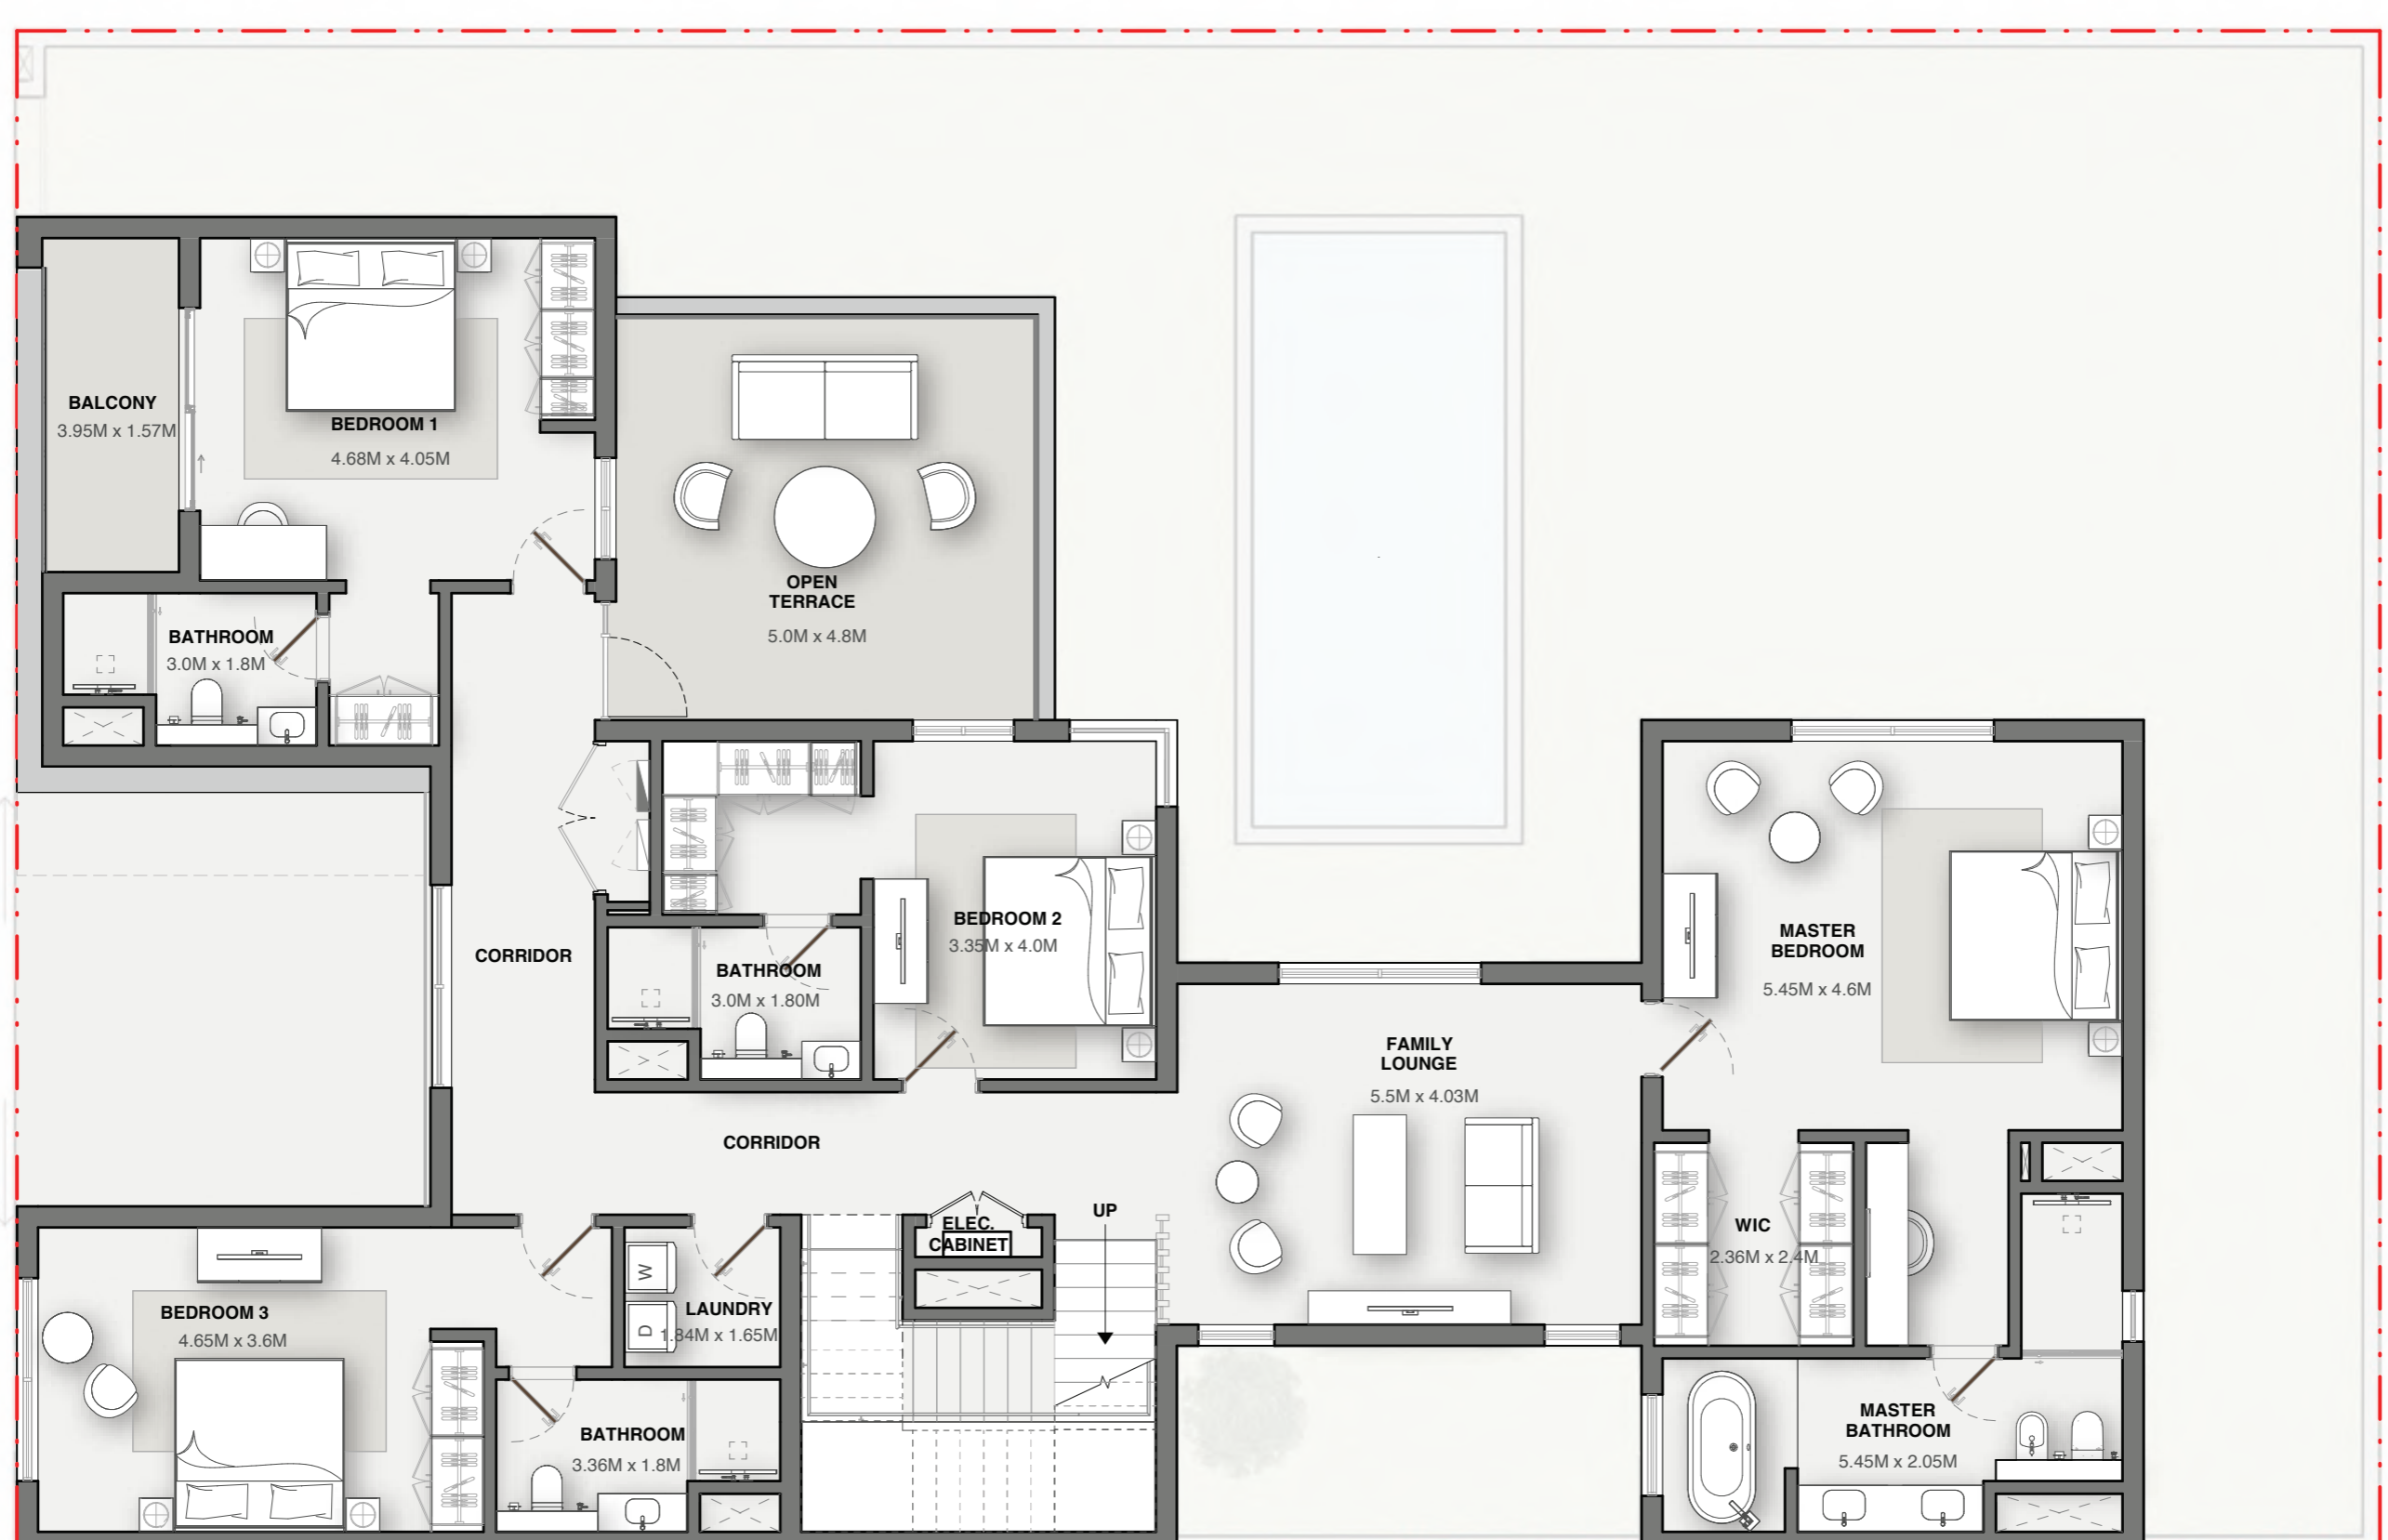 BALCONY
3.95M x 1.57M
BEDROOM 1
4.68M x 4.05M
OPEN
TERRACE
5.0M x 4.8M
BATHROOM
3.0M x 1.8M
CORRIDOR
BEDROOM 2
3.35M x 4.0M
BATHROOM
3.0M x 1.80M
MASTER
BEDROOM
5.45M x 4.6M
FAMILY
LOUNGE
5.5M x 4.03M
CORRIDOR
UP
ELEC.
CABINET
WIC
2.36M x 2.4M
W
D
LAUNDRY
1.84M x 1.65M
BEDROOM 3
4.65M x 3.6M
BATHROOM
3.36M x 1.8M
MASTER
BATHROOM
5.45M x 2.05M